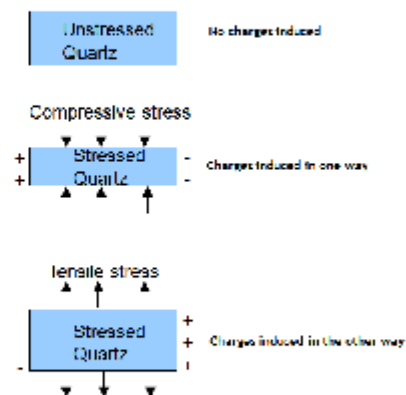 Unstressed
Quartz
No charges induced
Compressive stress
+ Stressed -
+ Quartz -
Charges induced in one way
Tensile stress
Stressed
Quartz
+
+
+
-
Charges induced in the other way